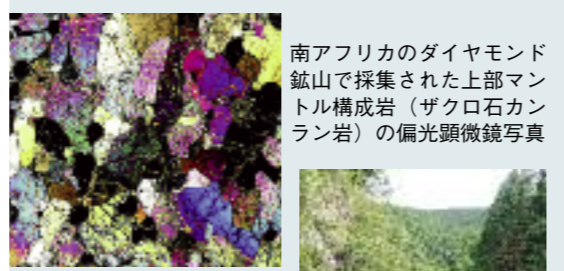 南アフリカのダイヤモンド
鉱山で採集された上部マン
トル構成岩（ザクロ石カン
ラン岩）の偏光顕微鏡写真